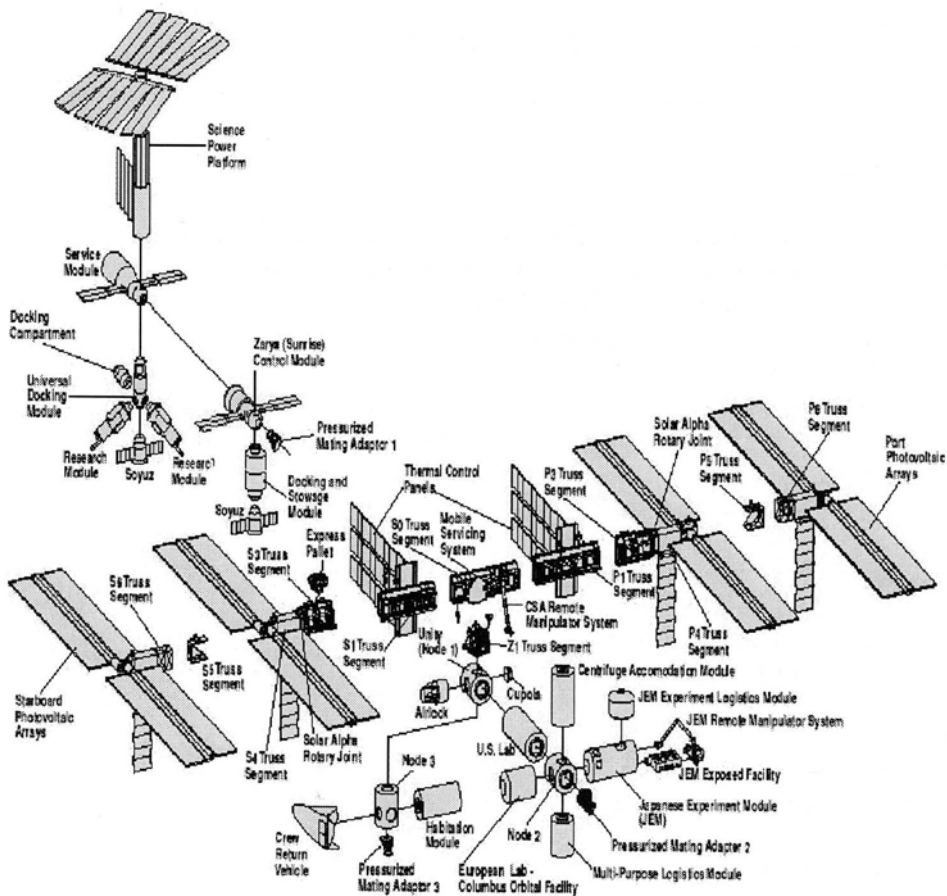 Science
Power
Platform
Service
Module
Docking
Compartment
Universal
Docking
Module
Research
Module
Soyuz
Research
Module
Zarya (Sunrise)
Control Module
Pressurized
Mating Adaptor 1
Docking and
Stowage
Module
Soyuz
Express
Pallet
Thermal Control
Panels
S0 Truss
Segment
Mobile
Servicing
System
P3 Truss
Segment
Solar Alpha
Rotary Joint
P5 Truss
Segment
P6 Truss
Segment
Port
Photovoltaic
Arrays
S6 Truss
Segment
S3 Truss
Segment
S5 Truss
Segment
Starboard
Photovoltaic
Arrays
S4 Truss
Segment
Solar Alpha
Rotary Joint
S1 Truss
Segment
Unity
(Node 1)
CSA Remote
Manipulator System
Z1 Truss Segment
P1 Truss
Segment
P4 Truss
Segment
Airlock
Cupola
Centrifuge Accomodation Module
JEM Experiment Logistics Module
JEM Remote Manipulator System
U.S. Lab
JEM Exposed Facility
Node 3
Japanese Experiment Module
(JEM)
Crew
Return
Vehicle
Habitation
Module
Node 2
Pressurized
Mating Adaptor 3
European Lab -
Columbus Orbital Facility
Pressurized Mating Adapter 2
Multi-Purpose Logistics Module